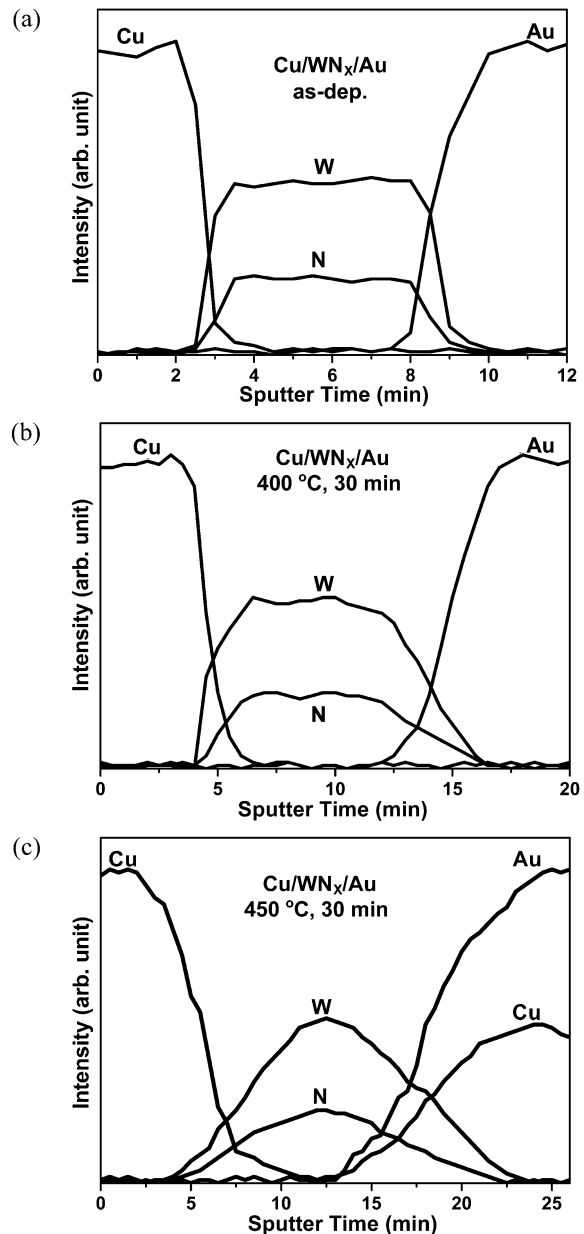 (a)
Cu
Au
Cu/WNX/Au
as-dep.
W
N
Intensity (arb. unit)
0 2 4 6 8 10 12
Sputter Time (min)
(b)
Cu
Au
Cu/WNX/Au
400 °C, 30 min
W
N
Intensity (arb. unit)
0 5 10 15 20
Sputter Time (min)
(c)
Cu
Au
Cu/WNX/Au
450 °C, 30 min
W
Cu
N
Intensity (arb. unit)
0 5 10 15 20 25
Sputter Time (min)